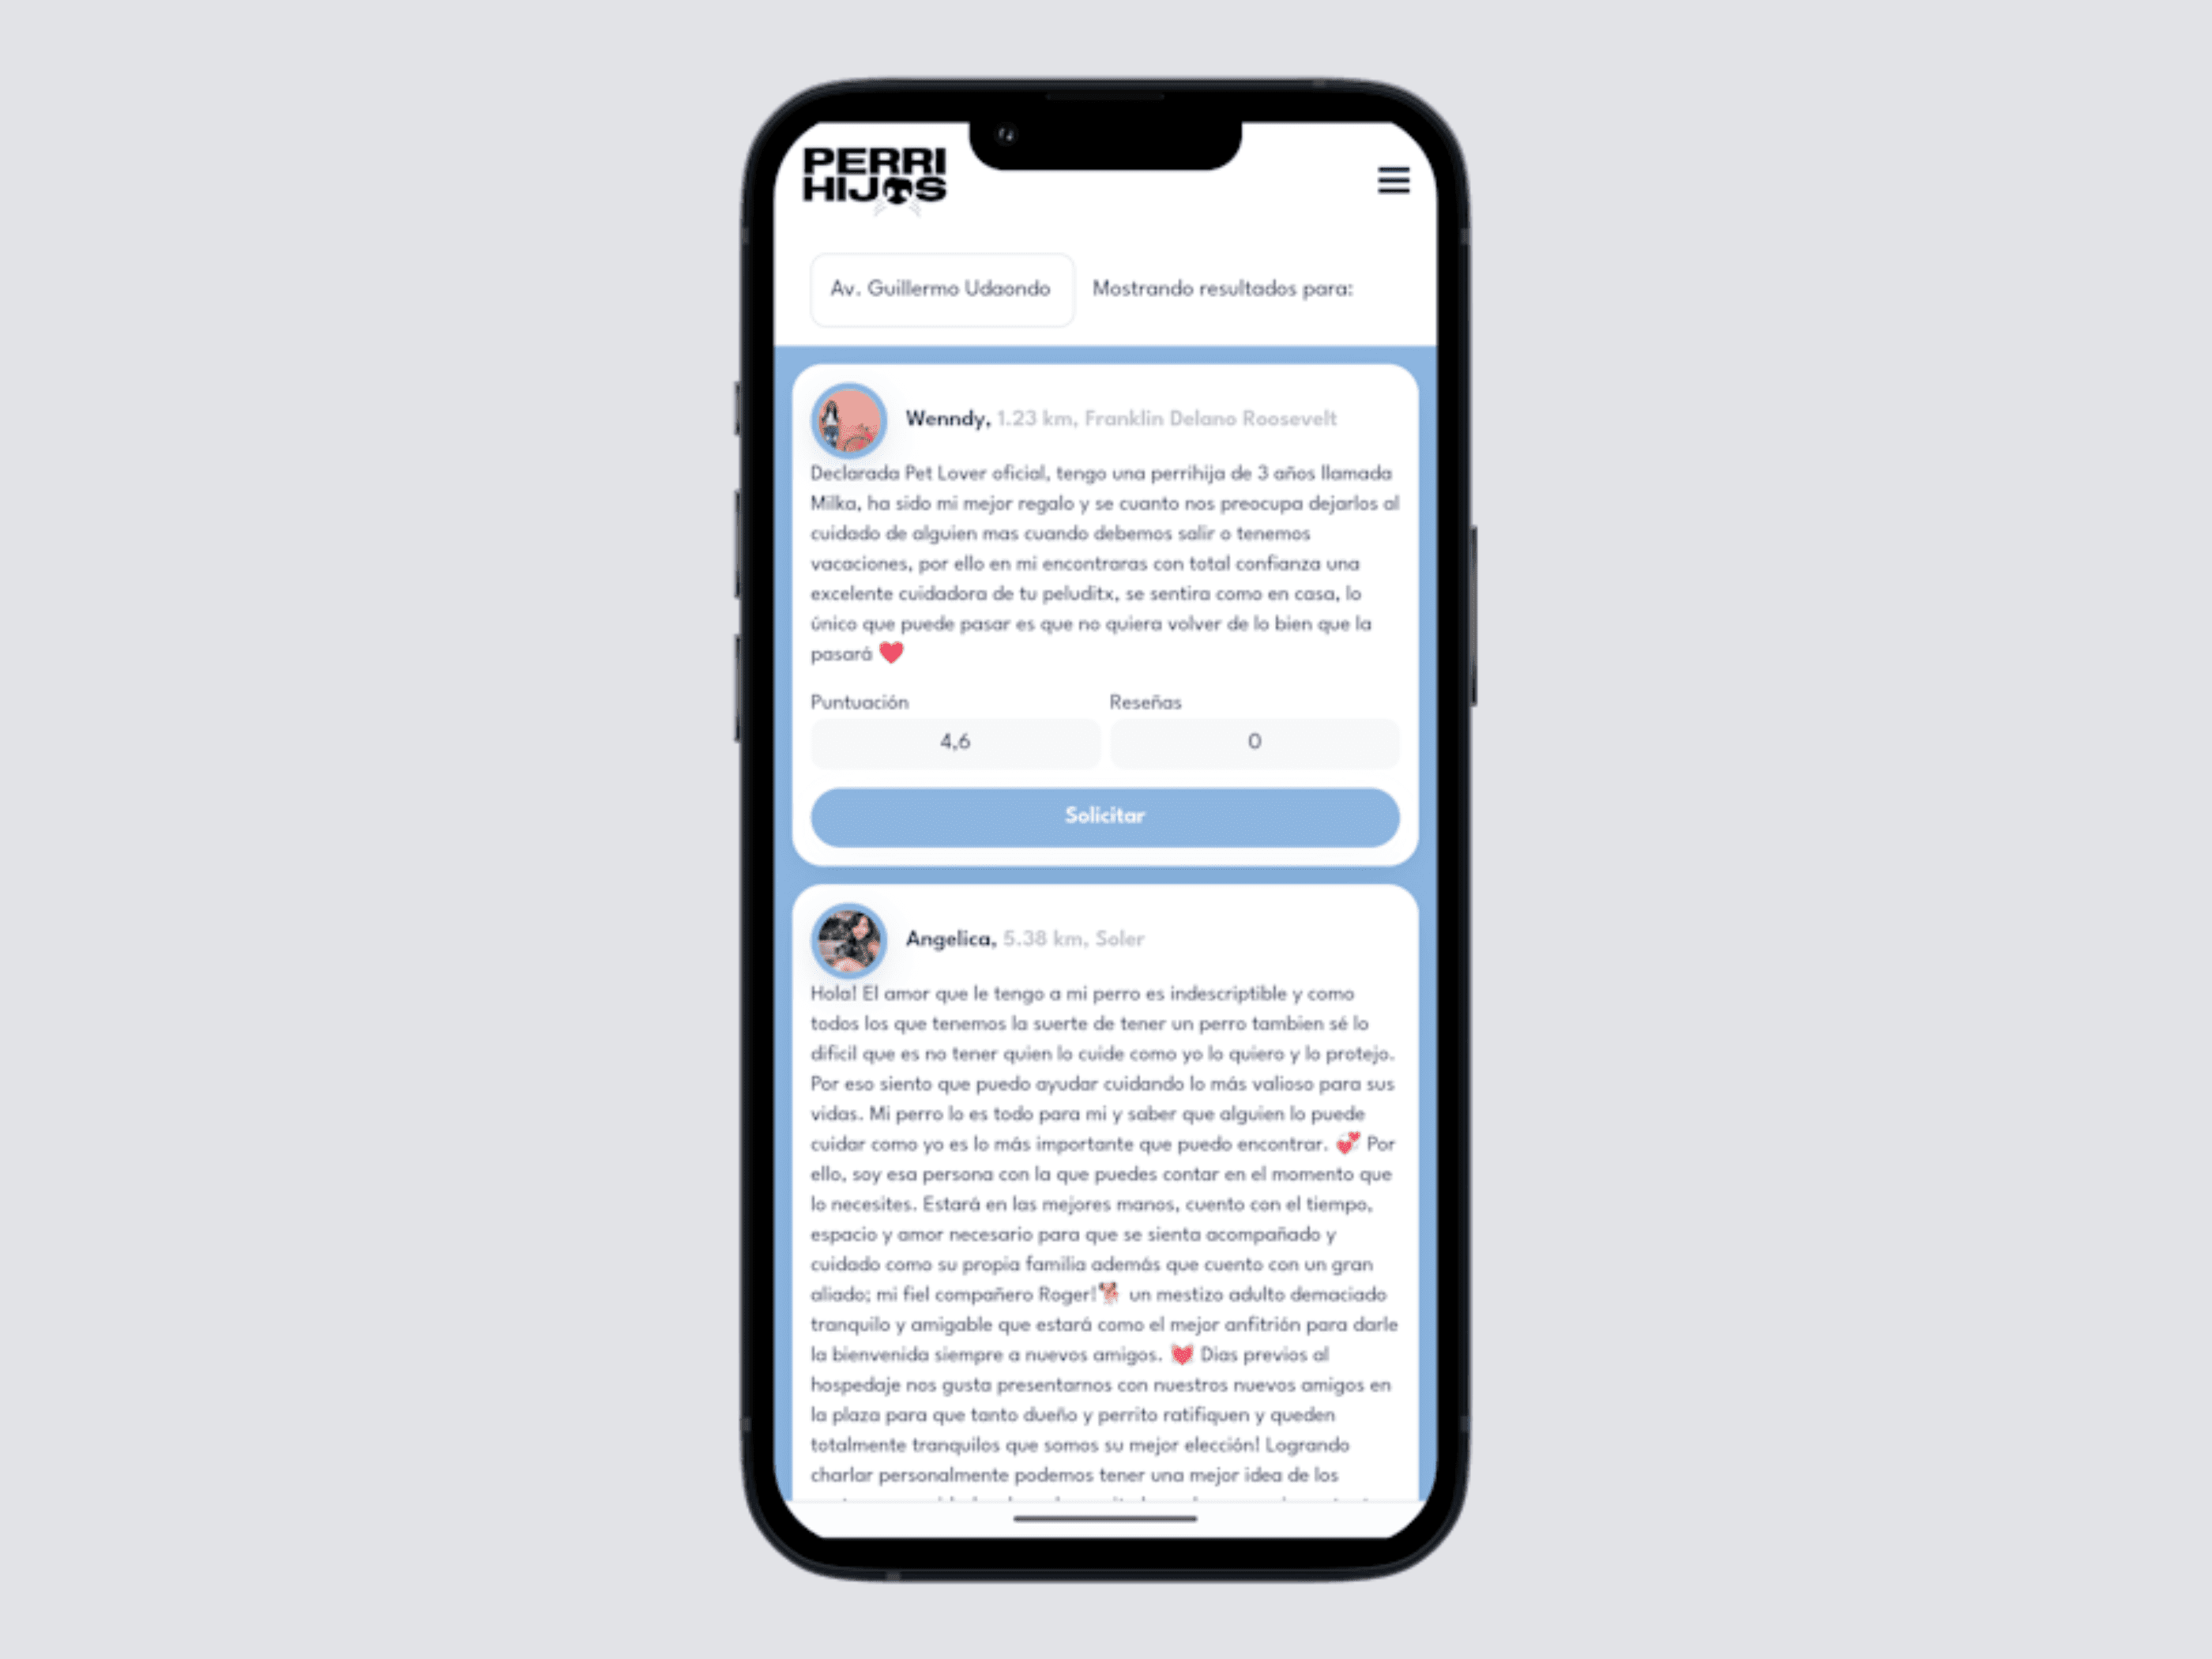 PERRI
HIJOS
Av. Guillermo Udaondo
Mostrando resultados para:
Wenndy, 1.23 km, Franklin Delano Roosevelt
Declarada Pet Lover oficial, tengo una perrihija de 3 años llamada
Milka, ha sido mi mejor regalo y se cuanto nos preocupa dejarlos al
cuidado de alguien mas cuando debemos salir o tenemos
vacaciones, por ello en mi encontraras con total confianza una
excelente cuidadora de tu peluditx, se sentira como en casa, lo
único que puede pasar es que no quiera volver de lo bien que la
pasará ❤️
Puntuación
Reseñas
4,6
0
Solicitar
Angelica, 5.38 km, Soler
Hola! El amor que le tengo a mi perro es indescriptible y como
todos los que tenemos la suerte de tener un perro tambien sé lo
dificil que es no tener quien lo cuide como yo lo quiero y lo protejo.
Por eso siento que puedo ayudar cuidando lo más valioso para sus
vidas. Mi perro lo es todo para mi y saber que alguien lo puede
cuidar como yo es lo más importante que puedo encontrar. 💞 Por
ello, soy esa persona con la que puedes contar en el momento que
lo necesites. Estará en las mejores manos, cuento con el tiempo,
espacio y amor necesario para que se sienta acompañado y
cuidado como su propia familia además que cuento con un gran
aliado; mi fiel compañero Roger!🐕 un mestizo adulto demaciado
tranquilo y amigable que estará como el mejor anfitrión para darle
la bienvenida siempre a nuevos amigos. 💓 Dias previos al
hospedaje nos gusta presentarnos con nuestros nuevos amigos en
la plaza para que tanto dueño y perrito ratifiquen y queden
totalmente tranquilos que somos su mejor elección! Logrando
charlar personalmente podemos tener una mejor idea de los